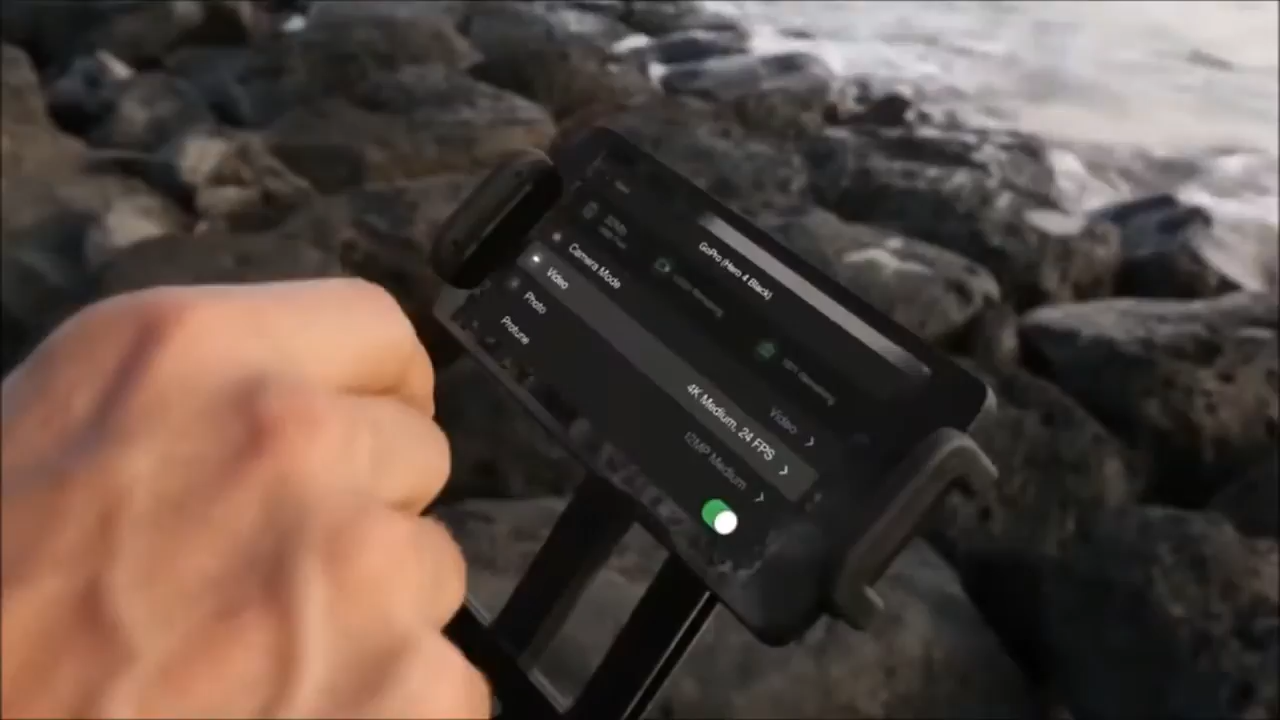 GoPro (Hero 4 Black)
Camera Mode
Video
Video
4K Medium, 24 FPS
Photo
12MP Medium
Protune